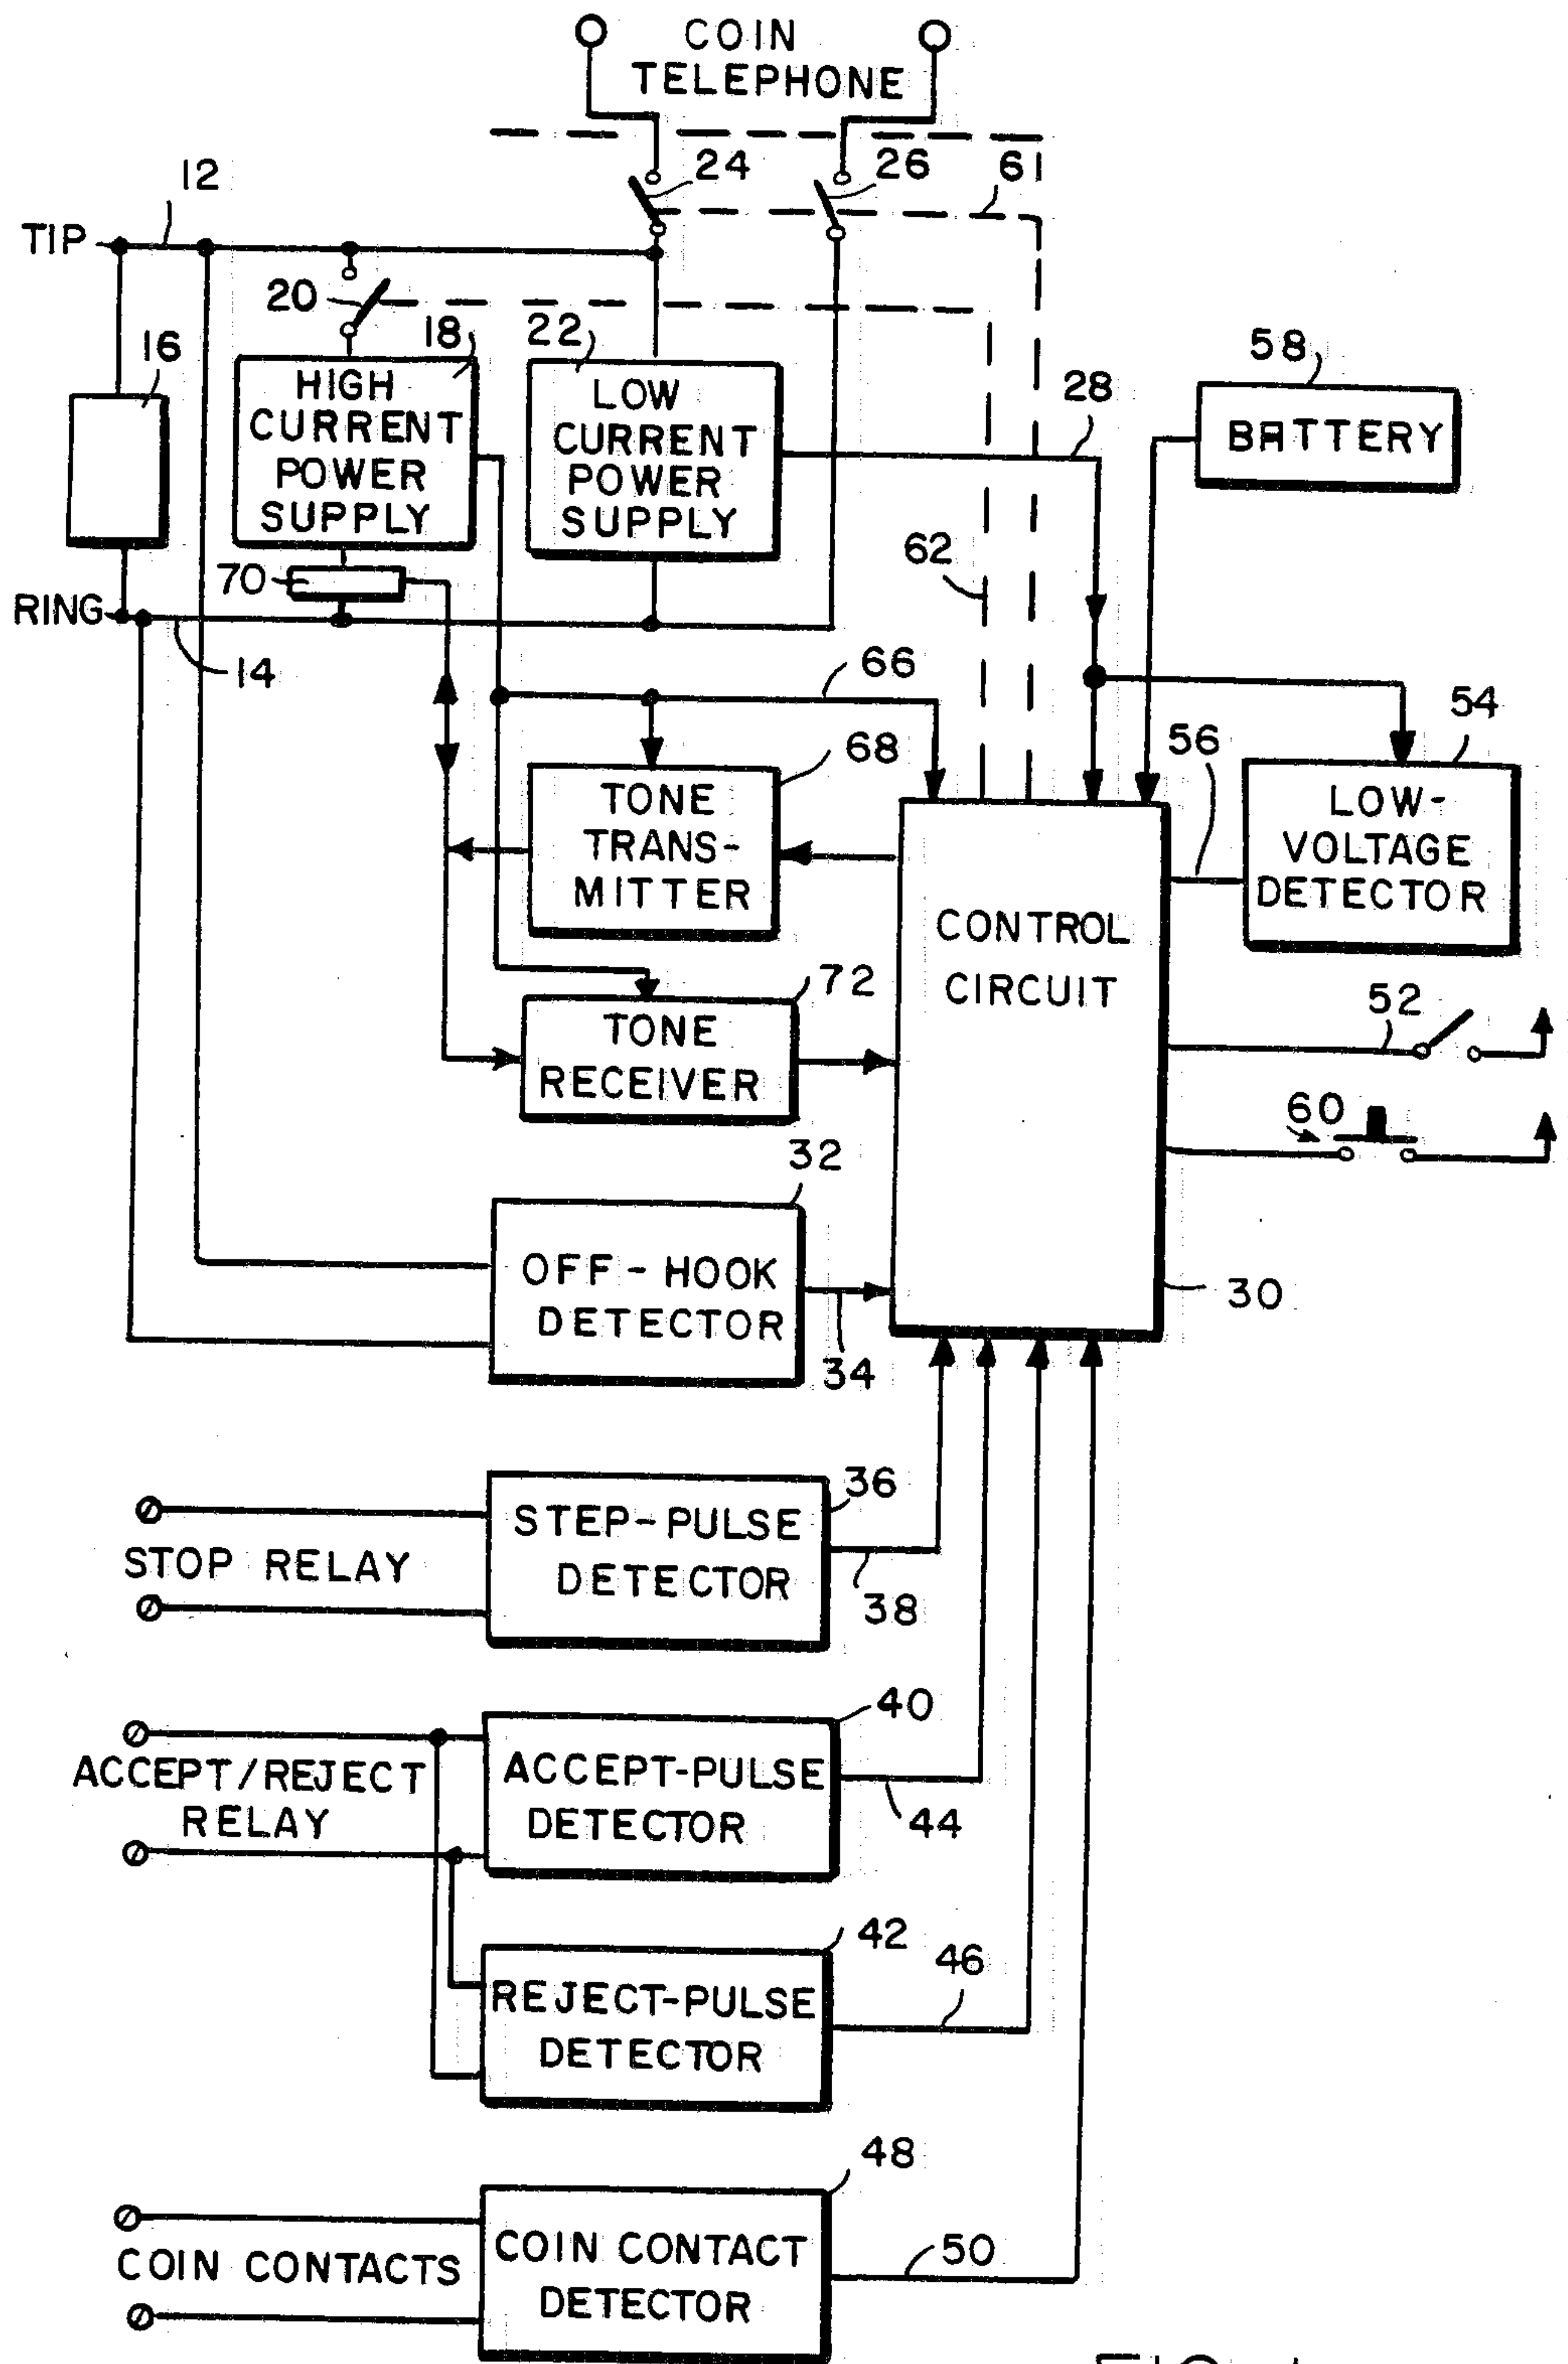 COIN
TELEPHONE
24
26
61
12
TIP
20
18
22
16
58
HIGH
CURRENT
POWER
SUPPLY
LOW
CURRENT
POWER
SUPPLY
28
BATTERY
62
70
RING
14
66
54
68
56
TONE
TRANS-
MITTER
LOW-
VOLTAGE
DETECTOR
CONTROL
CIRCUIT
72
52
TONE
RECEIVER
60
32
OFF-HOOK
DETECTOR
30
34
36
STEP-PULSE
DETECTOR
STOP RELAY
38
40
ACCEPT/REJECT
RELAY
ACCEPT-PULSE
DETECTOR
44
42
46
REJECT-PULSE
DETECTOR
48
COIN CONTACTS
COIN CONTACT
DETECTOR
50